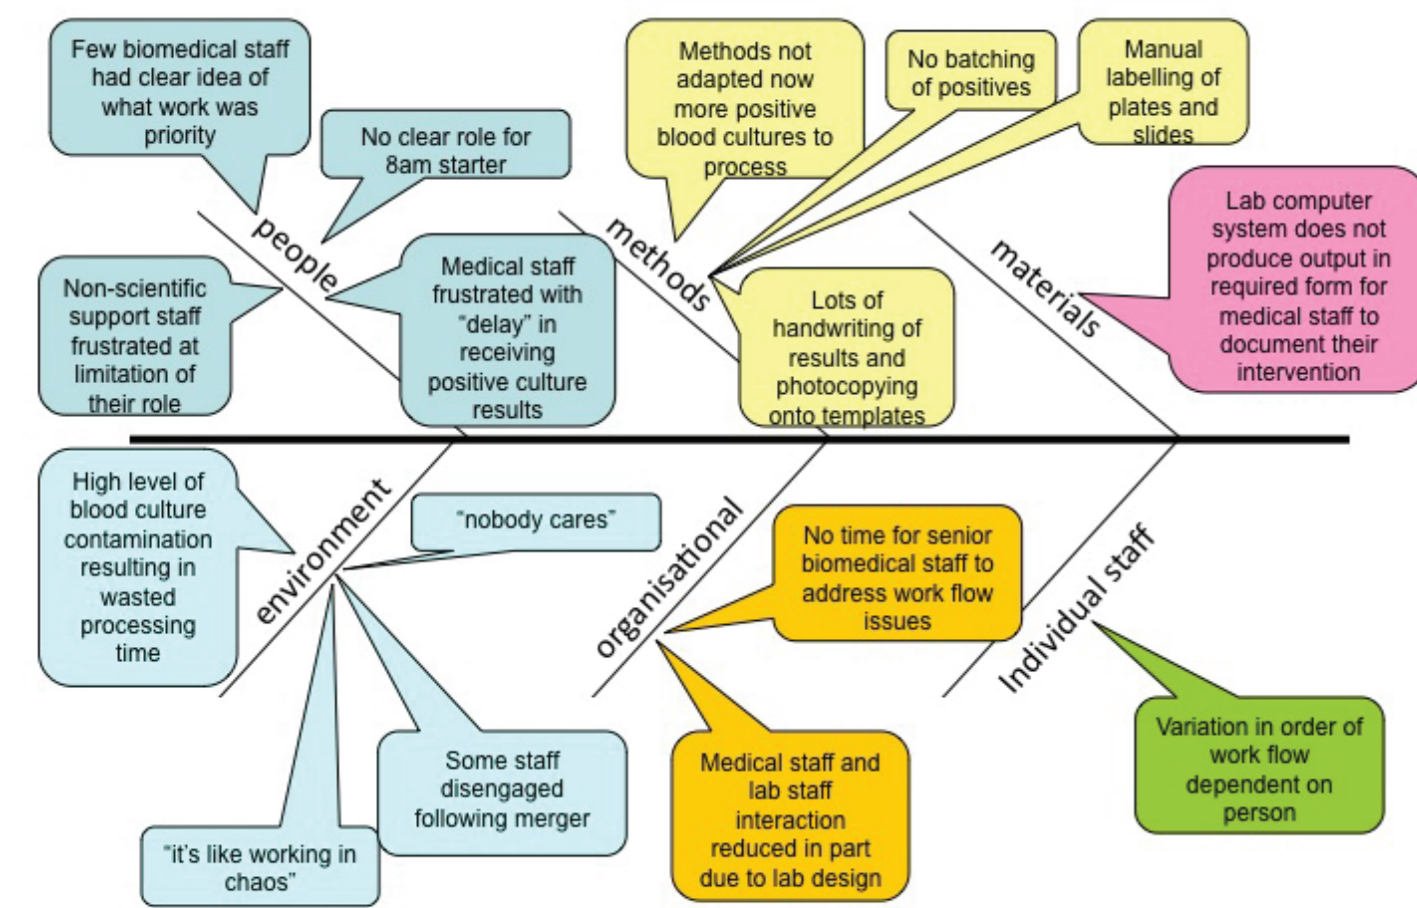 Few biomedical staff
had clear idea of
what work was
priority
No clear role for
8am starter
Methods not
adapted now
more positive
blood cultures to
process
No batching
of positives
Manual
labelling of
plates and
slides
Lab computer
system does not
produce output in
required form for
medical staff to
document their
intervention
people
methods
materials
Non-scientific
support staff
frustrated at
limitation of
their role
Medical staff
frustrated with
“delay” in
receiving
positive culture
results
Lots of
handwriting of
results and
photocopying
onto templates
High level of
blood culture
contamination
resulting in
wasted
processing
time
environment
“nobody cares”
organisational
No time for senior
biomedical staff to
address work flow
issues
Individual staff
“it’s like working in
chaos”
Some staff
disengaged
following merger
Medical staff and
lab staff
interaction
reduced in part
due to lab design
Variation in order of
work flow
dependent on
person